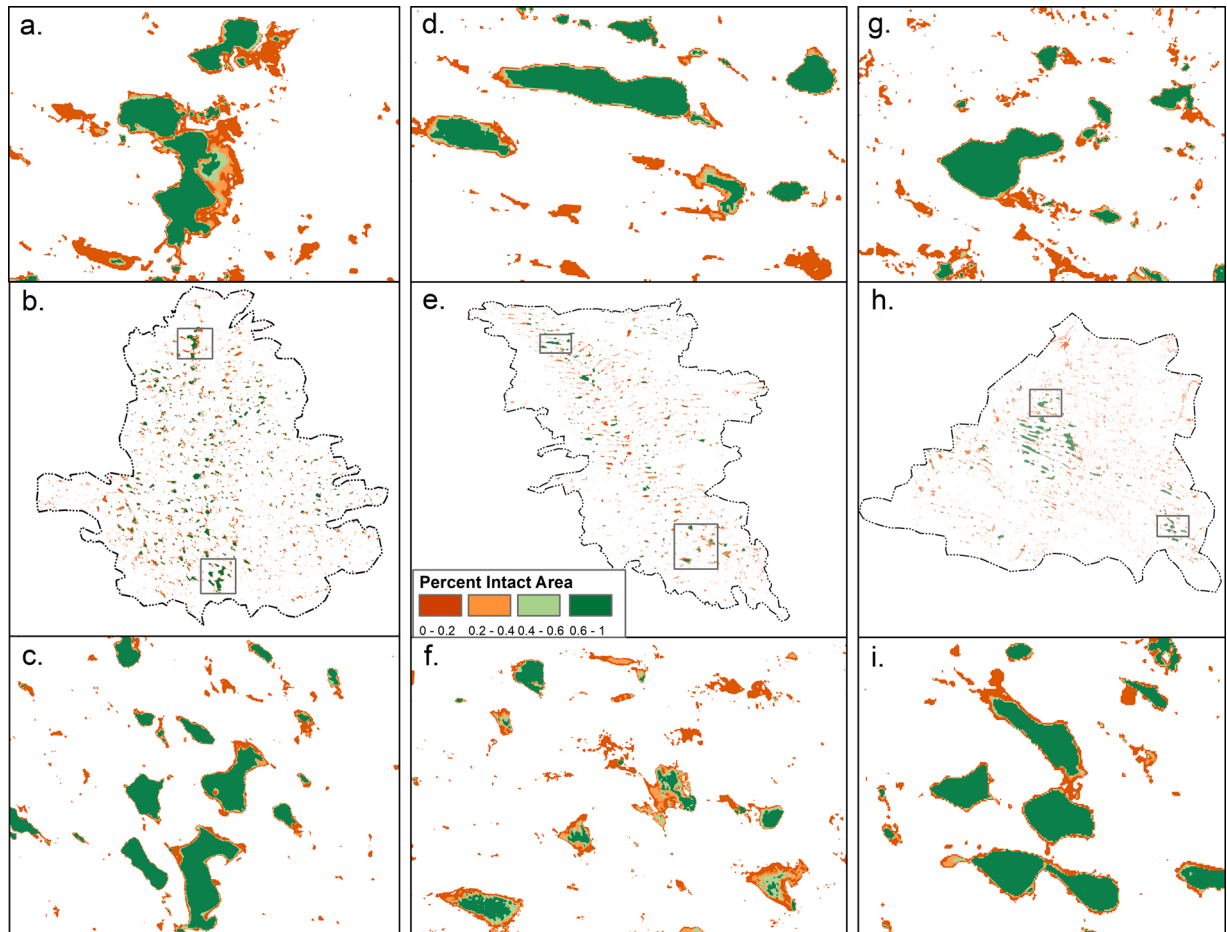 a.
d.
g.
b.
e.
h.
Percent Intact Area
0 - 0.2 0.2 - 0.4 0.4 - 0.6 0.6 - 1
c.
f.
i.